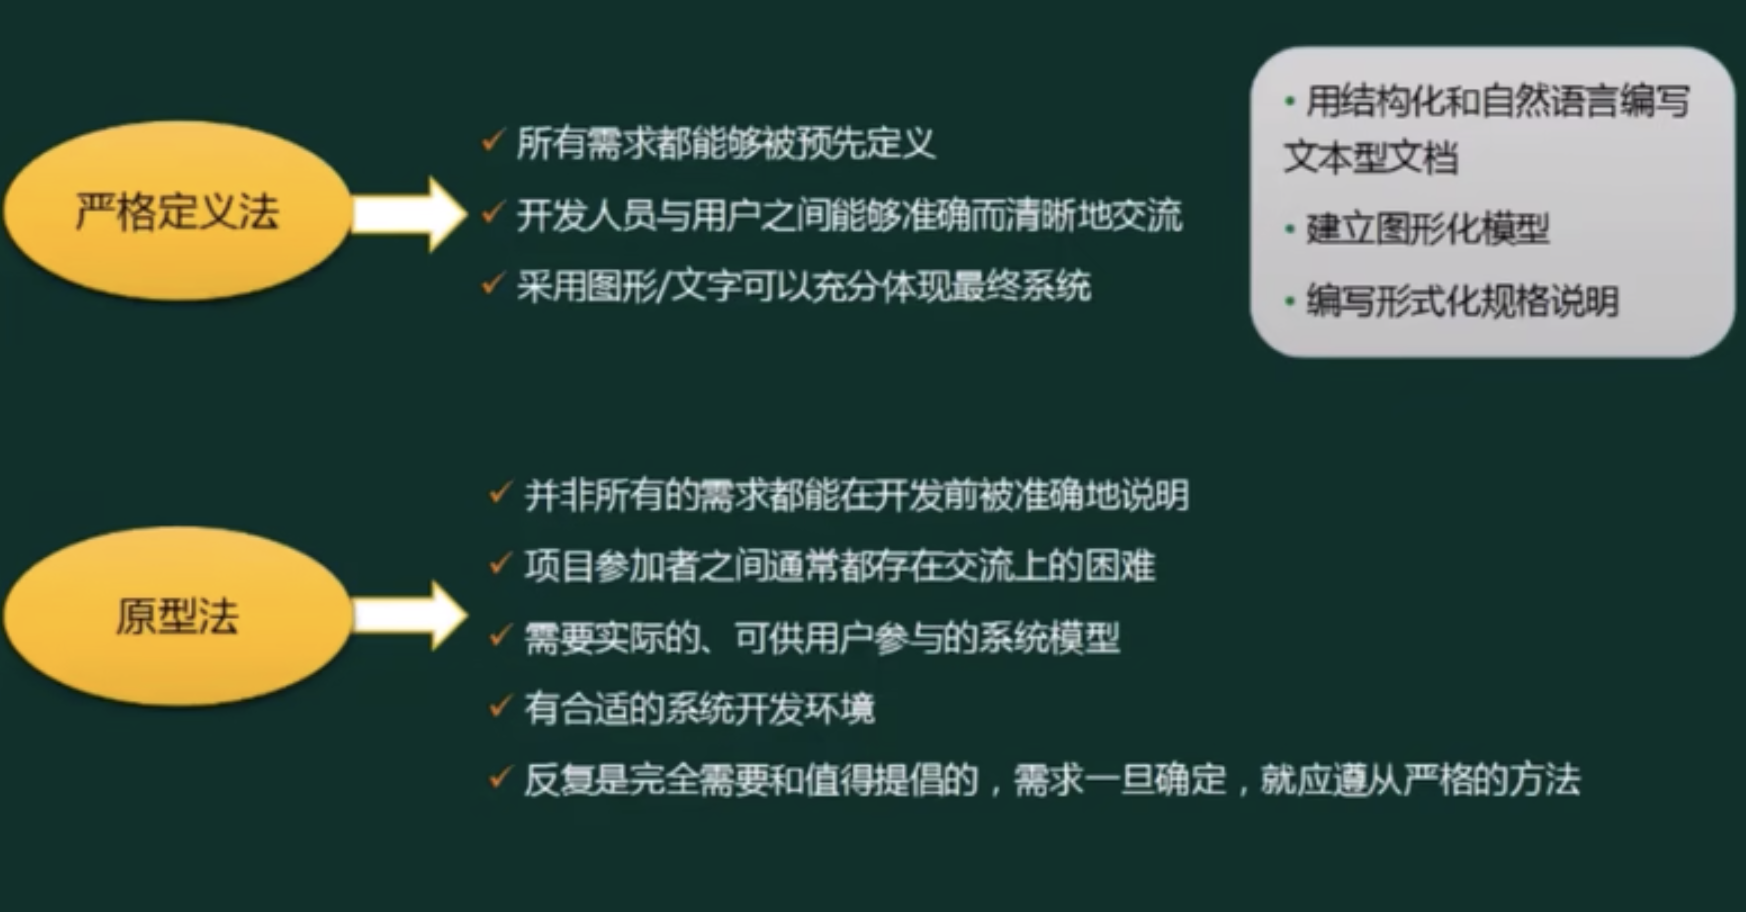 严格定义法
✓ 所有需求都能够被预先定义
✓ 开发人员与用户之间能够准确而清晰地交流
✓ 采用图形/文字可以充分体现最终系统
• 用结构化和自然语言编写
文本型文档
• 建立图形化模型
• 编写形式化规格说明
原型法
✓ 并非所有的需求都能在开发前被准确地说明
✓ 项目参加者之间通常都存在交流上的困难
✓ 需要实际的、可供用户参与的系统模型
✓ 有合适的系统开发环境
✓ 反复是完全需要和值得提倡的，需求一旦确定，就应遵从严格的方法